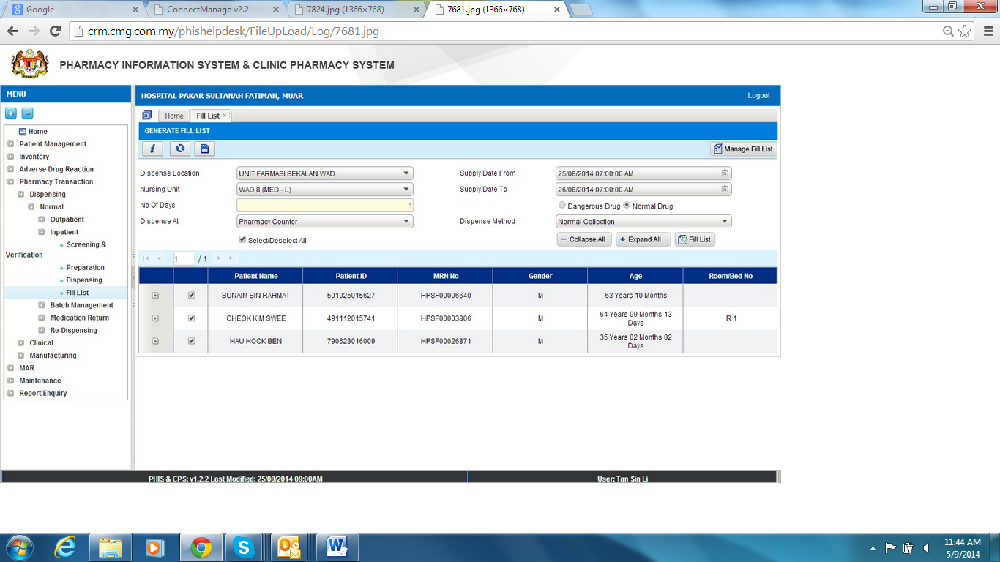 Google
ConnectManage v2.2
7824.jpg (1366×768)
7681.jpg (1366×768)
crm.cmg.com.my/phishelpdesk/FileUpLoad/Log/7681.jpg
PHARMACY INFORMATION SYSTEM & CLINIC PHARMACY SYSTEM
MENU
HOSPITAL PAKAR SULTANAH FATIMAH, MUAR
Logout
Home
Patient Management
Inventory
Adverse Drug Reaction
Pharmacy Transaction
Dispensing
Normal
Outpatient
Inpatient
Screening &
Verification
Preparation
Dispensing
Fill List
Batch Management
Medication Return
Re-Dispensing
Clinical
Manufacturing
MAR
Maintenance
Report/Enquiry
Home
Fill List
GENERATE FILL LIST
Manage Fill List
Dispense Location UNIT FARMASI BEKALAN WAD Supply Date From 25/08/2014 07:00:00 AM
Nursing Unit WAD 8 (MED - L) Supply Date To 26/08/2014 07:00:00 AM
No Of Days 1 Dangerous Drug Normal Drug
Dispense At Pharmacy Counter Dispense Method Normal Collection
Select/Deselect All Collapse All Expand All Fill List
1 / 1
Patient Name Patient ID MRN No Gender Age Room/Bed No
BUNAIM BIN RAHMAT 501025015627 HPSF00006640 M 63 Years 10 Months
CHEOK KIM SWEE 491112015741 HPSF00003806 M 64 Years 09 Months 13 Days R 1
HAU HOCK BEN 790623016009 HPSF00026871 M 35 Years 02 Months 02 Days
PHIS & CPS: v1.2.2 Last Modified: 25/08/2014 09:00AM
User: Tan Sin Li
11:44 AM
5/9/2014